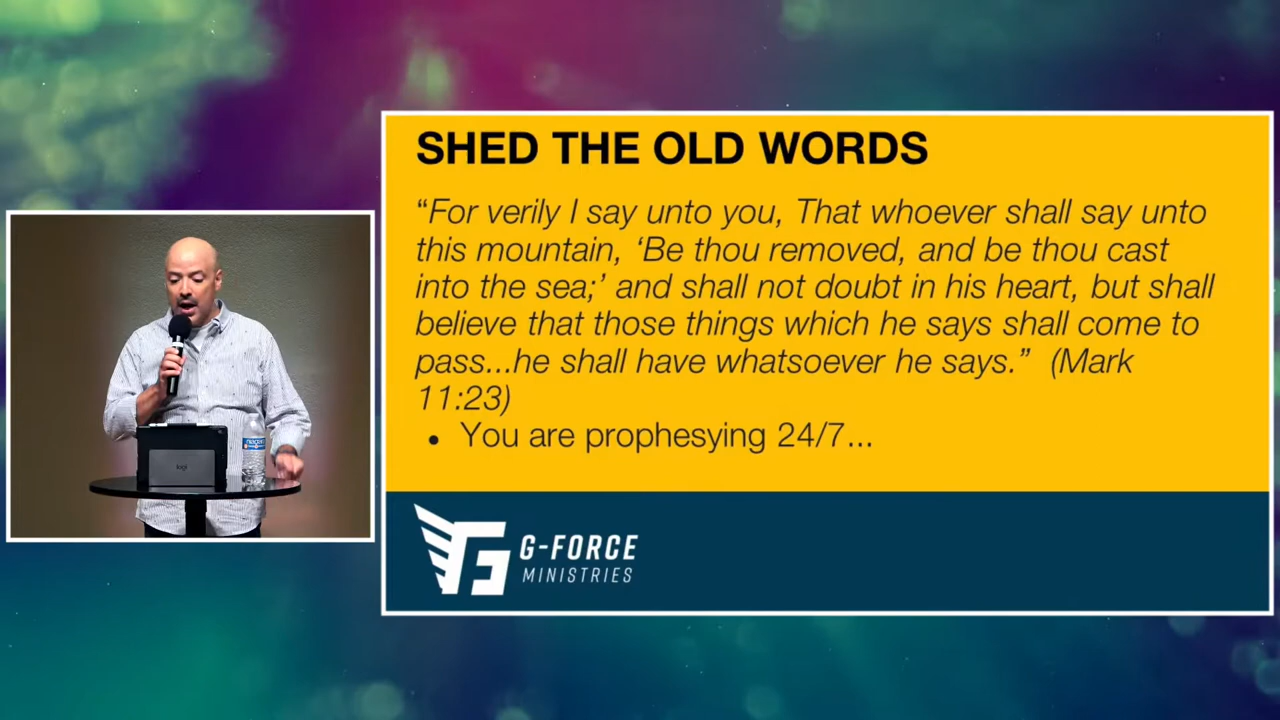 SHED THE OLD WORDS
“For verily I say unto you, That whoever shall say unto
this mountain, ‘Be thou removed, and be thou cast
into the sea;’ and shall not doubt in his heart, but shall
believe that those things which he says shall come to
pass...he shall have whatsoever he says.” (Mark
11:23)
• You are prophesying 24/7...
G-FORCE
MINISTRIES
logi